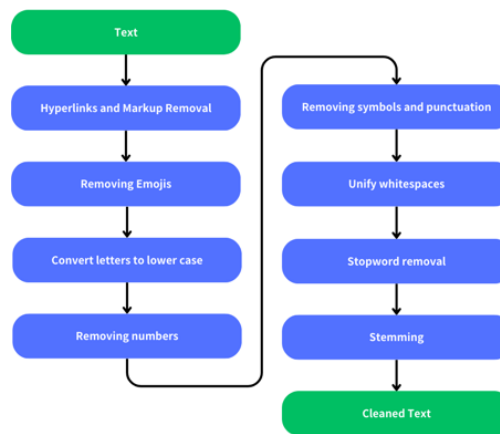 Text
Hyperlinks and Markup Removal
Removing Emojis
Convert letters to lower case
Removing numbers
Removing symbols and punctuation
Unify whitespaces
Stopword removal
Stemming
Cleaned Text